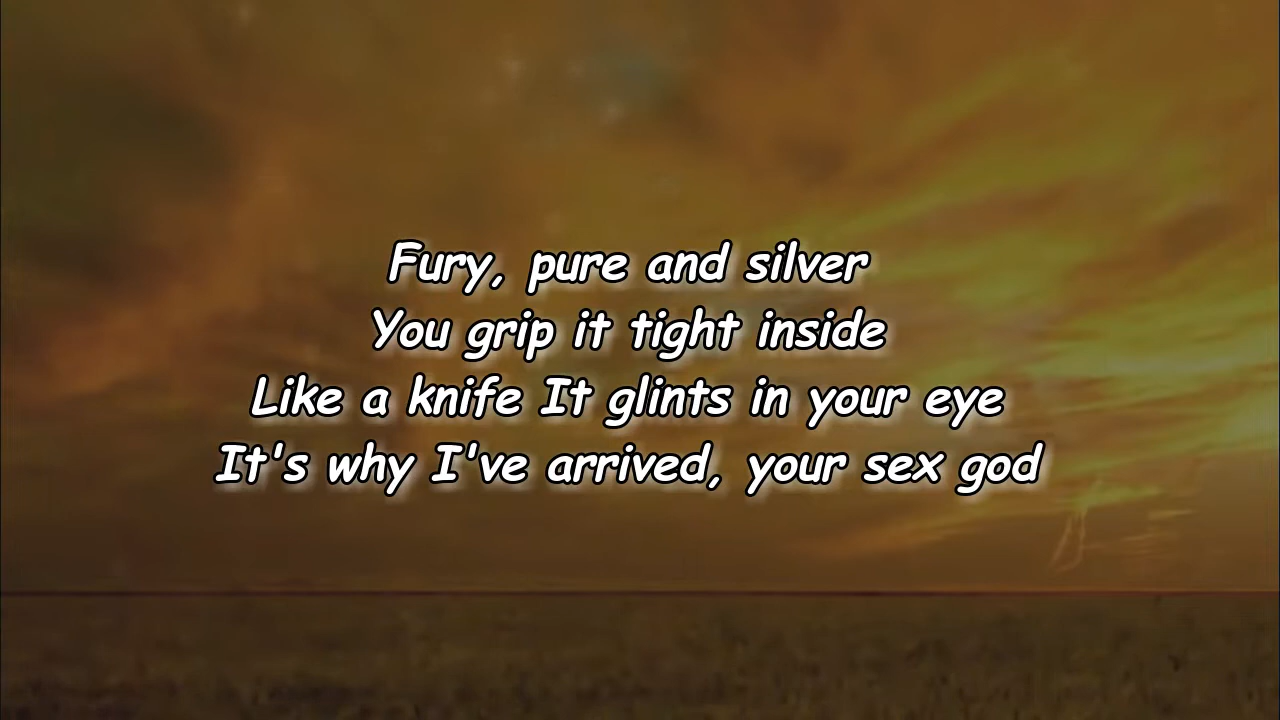 Fury, pure and silver
You grip it tight inside
Like a knife It glints in your eye
It's why I've arrived, your sex god